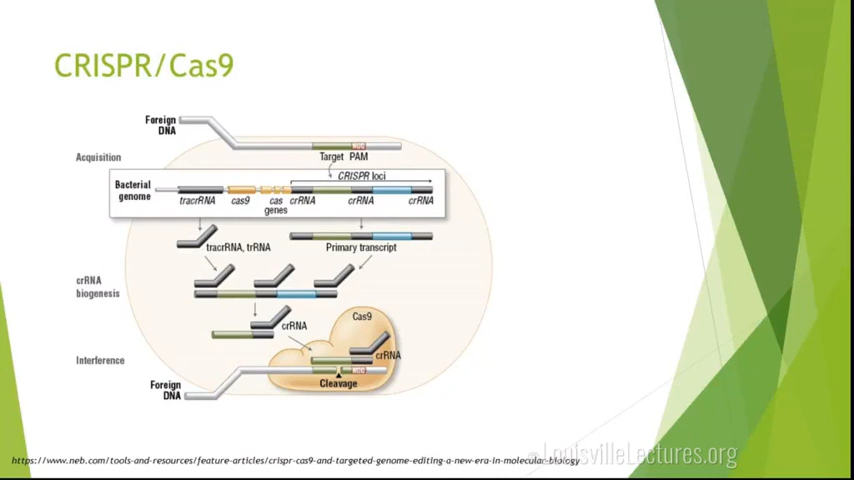 CRISPR/Cas9
Foreign
DNA
NGG
Target PAM
Acquisition
CRISPR loci
Bacterial
genome
tracrRNA cas9 cas
genes crRNA crRNA crRNA
tracrRNA, trRNA
Primary transcript
crRNA
biogenesis
crRNA
Cas9
crRNA
Interference
NGG
Cleavage
Foreign
DNA
https://www.neb.com/tools-and-resources/feature-articles/crispr-cas9-and-targeted-genome-editing-a-new-era-in-molecular-biology
LouisvilleLectures.org